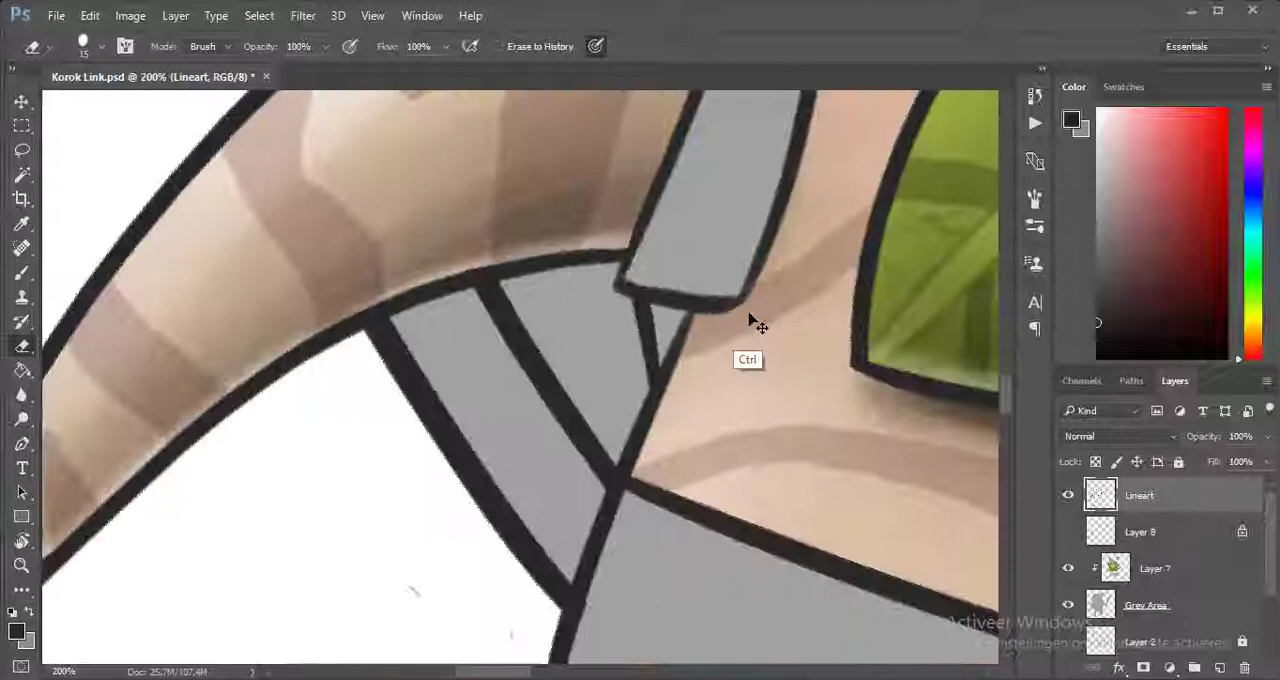 Ps File Edit Image Layer Type Select Filter 3D View Window Help
15 Mode: Brush Opacity: 100% Flow: 100% Erase to History Essentials
Korok Link.psd @ 200% (Lineart, RGB/8) * ×
Color Swatches
Ctrl
Channels Paths Layers
Kind
Normal Opacity: 100%
Lock: Fill: 100%
Lineart
Layer 8
Layer 7
Grey Area
Activeer Windows
Layer 2
200% Doc: 25,7M/107,4M